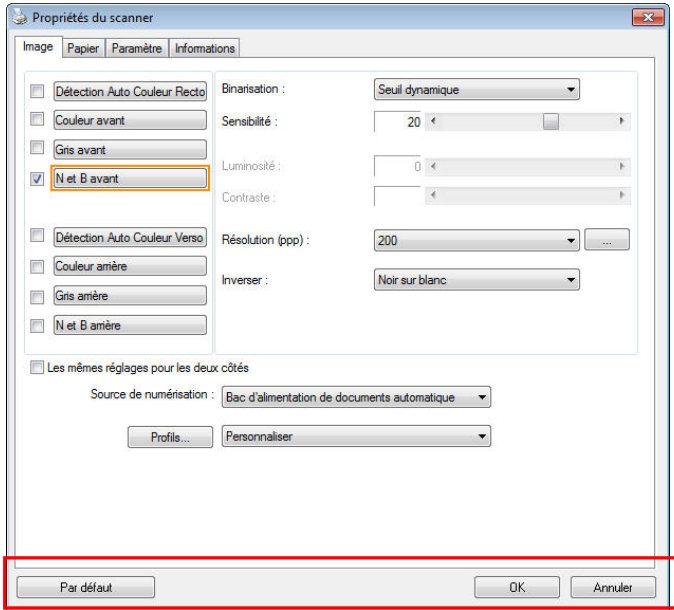 Propriétés du scanner
Image Papier Paramètre Informations
Détection Auto Couleur Recto
Couleur avant
Gris avant
N et B avant
Détection Auto Couleur Verso
Couleur arrière
Gris arrière
N et B arrière
Binarisation : Seuil dynamique
Sensibilité : 20
Luminosité : 0
Contraste :
Résolution (ppp) : 200 ...
Inverser : Noir sur blanc
Les mêmes réglages pour les deux côtés
Source de numérisation : Bac d'alimentation de documents automatique
Profils... Personnaliser
Par défaut OK Annuler